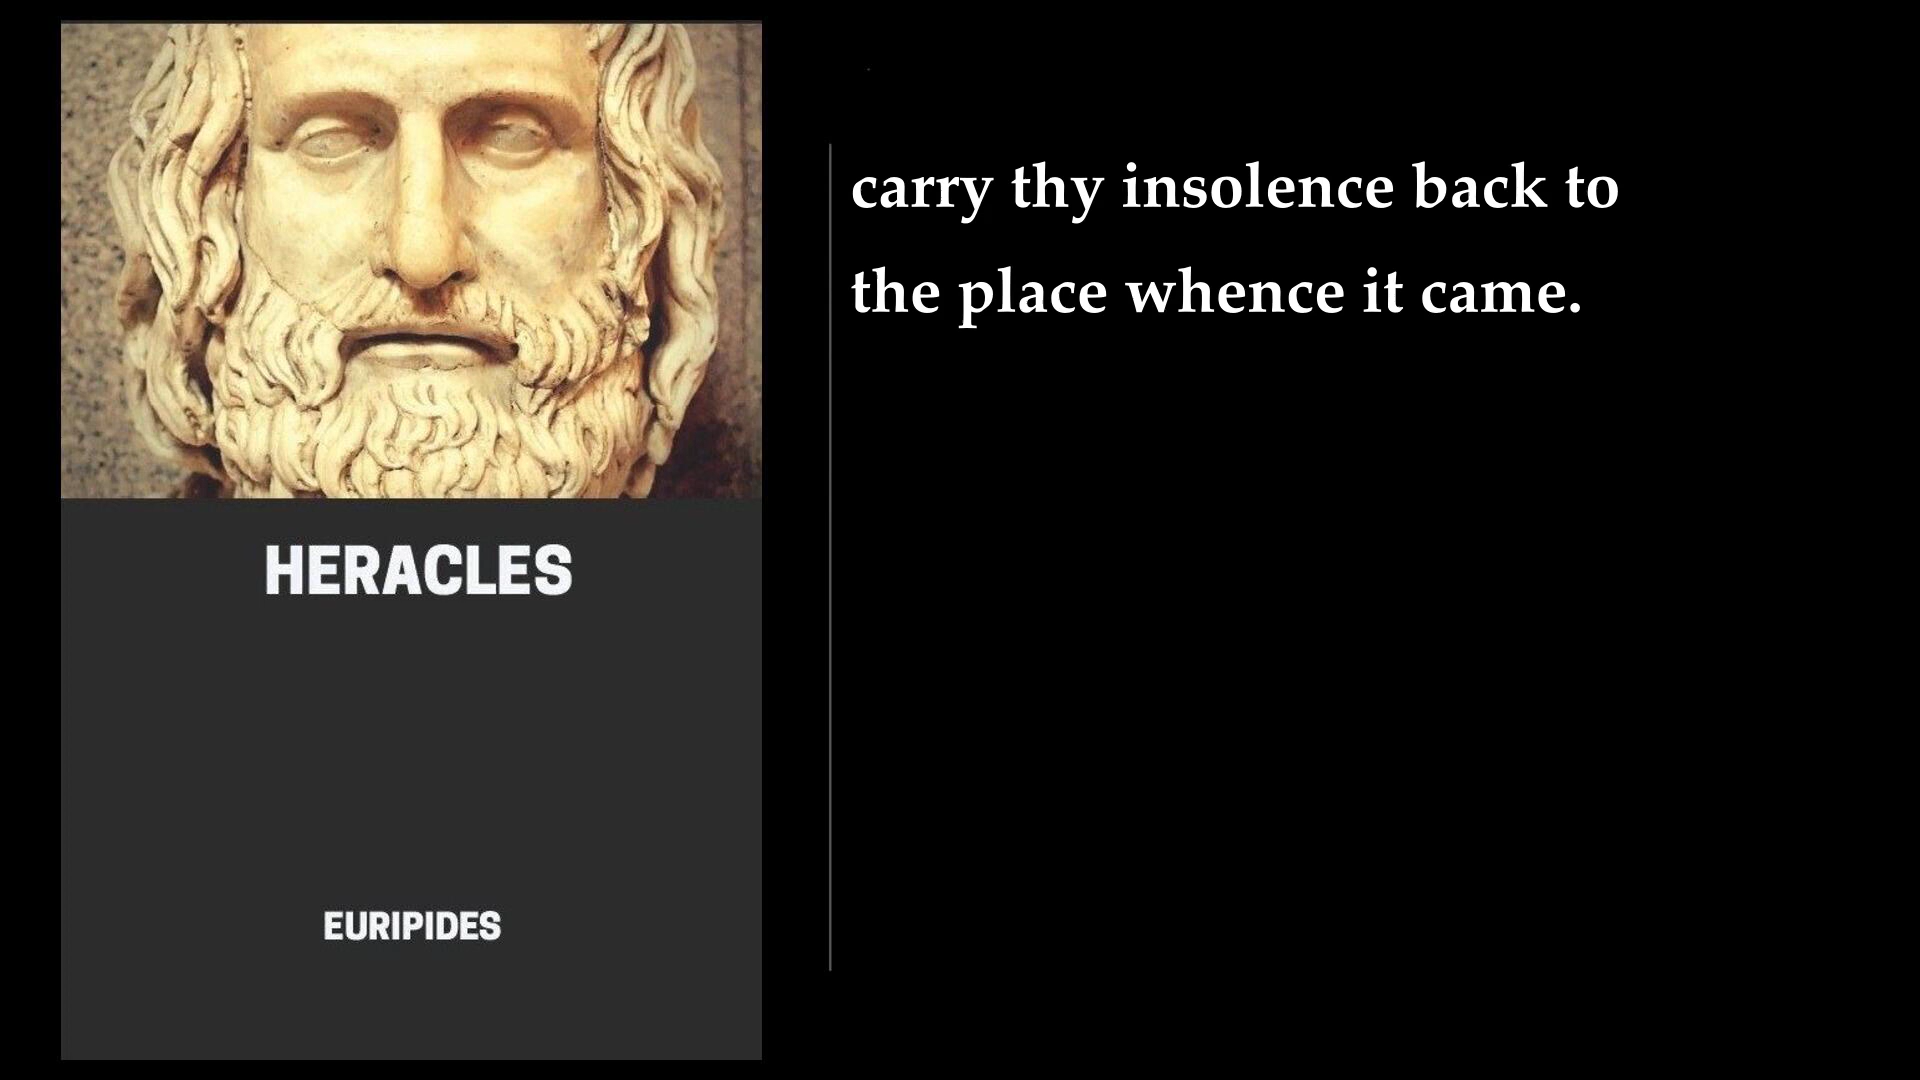 HERACLES
EURIPIDES
carry thy insolence back to
the place whence it came.